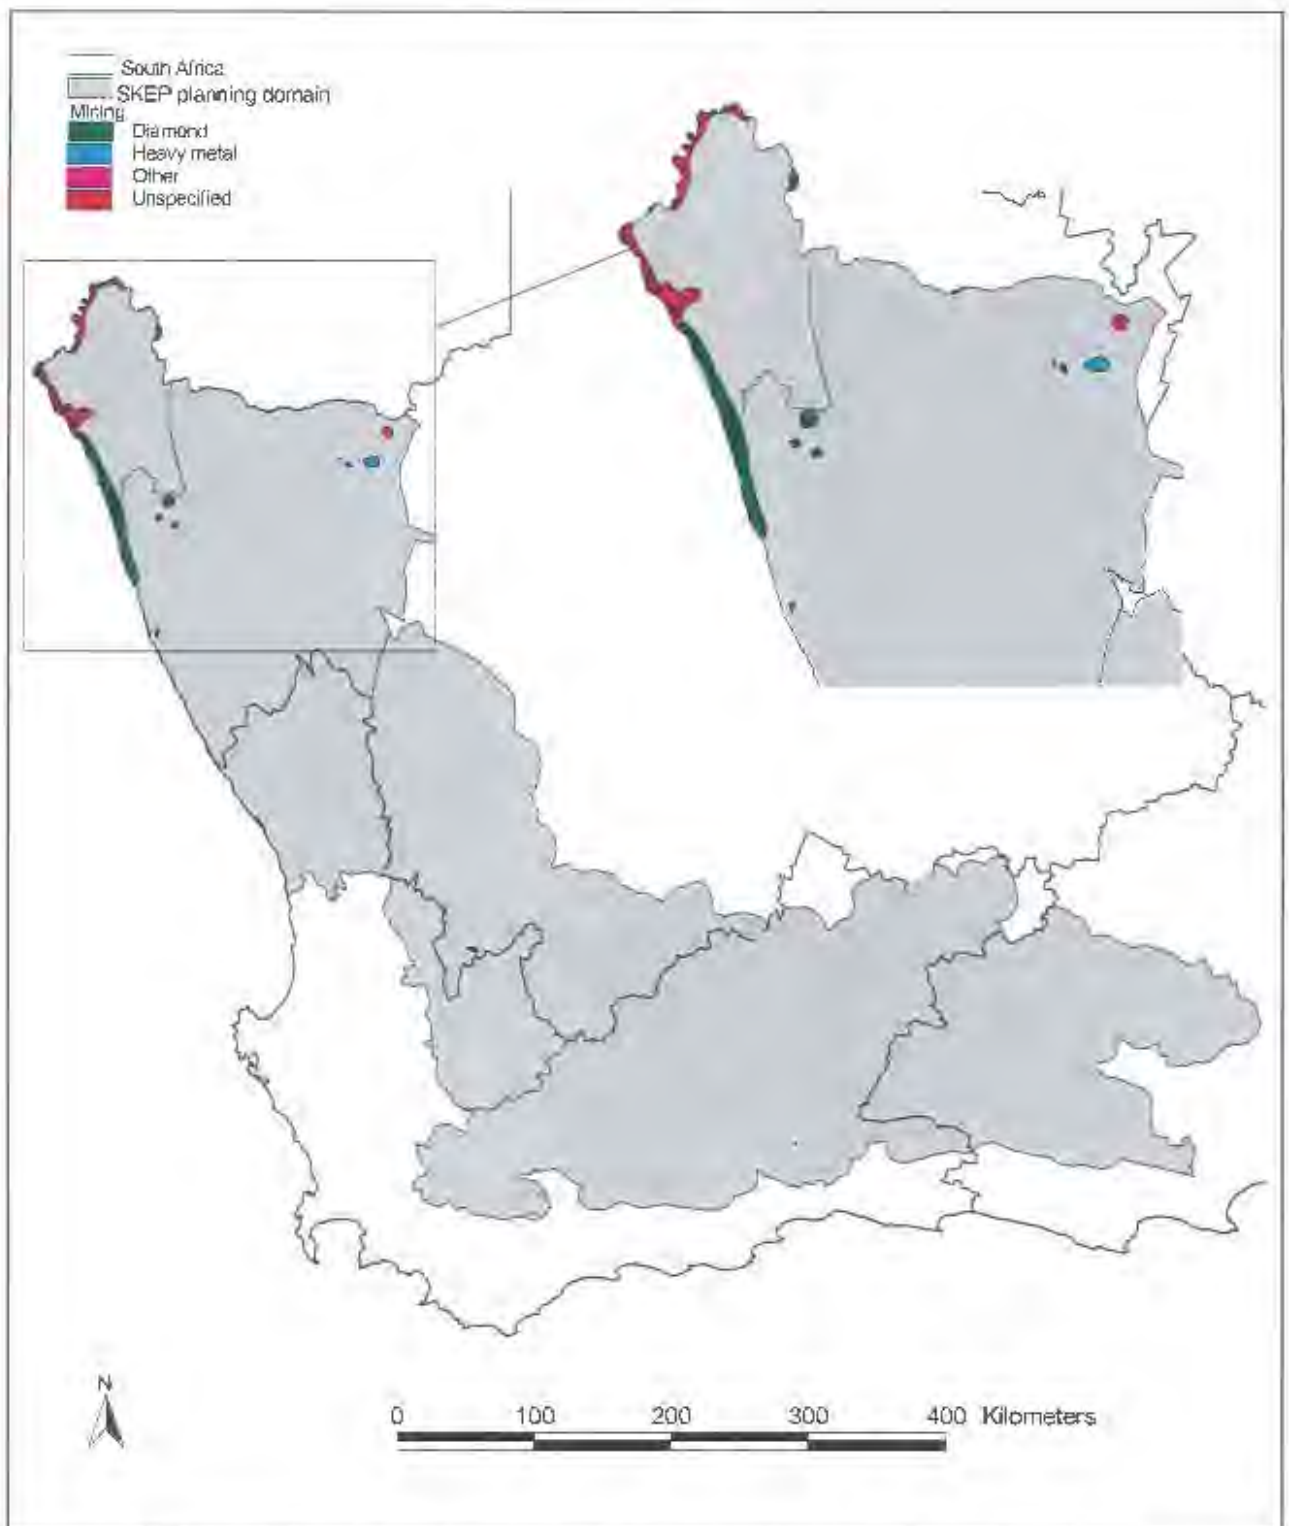 South Africa
SKEP planning domain
Mining
Diamond
Heavy metal
Other
Unspecified
N
0 100 200 300 400 Kilometers